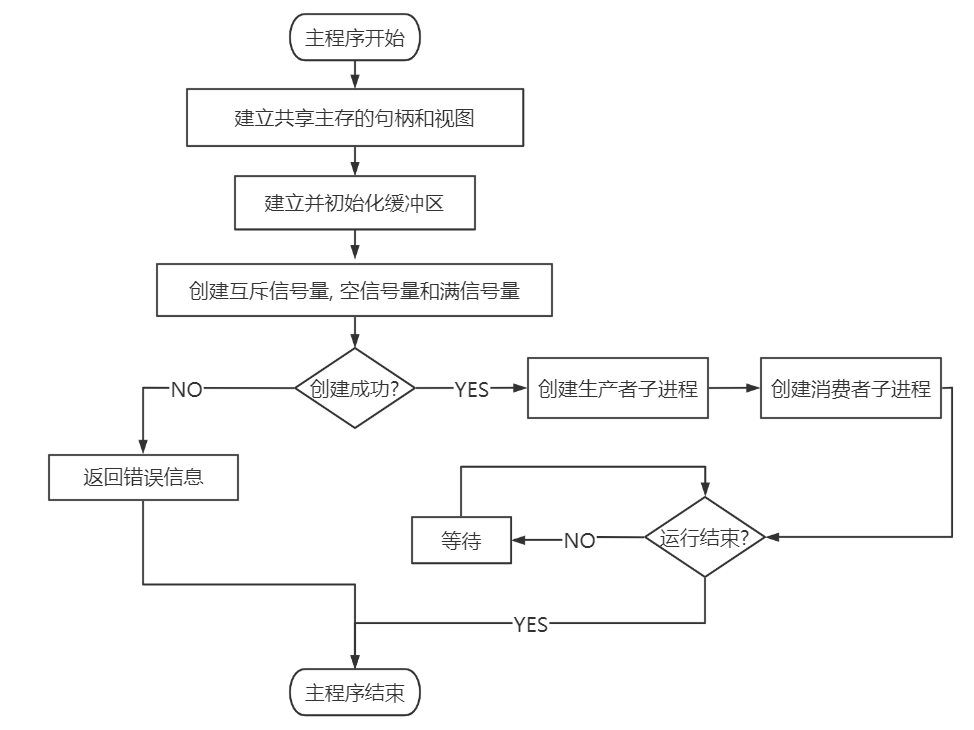 主程序开始
建立共享主存的句柄和视图
建立并初始化缓冲区
创建互斥信号量, 空信号量和满信号量
创建成功?
NO
YES
创建生产者子进程
创建消费者子进程
返回错误信息
等待
NO
运行结束?
YES
主程序结束